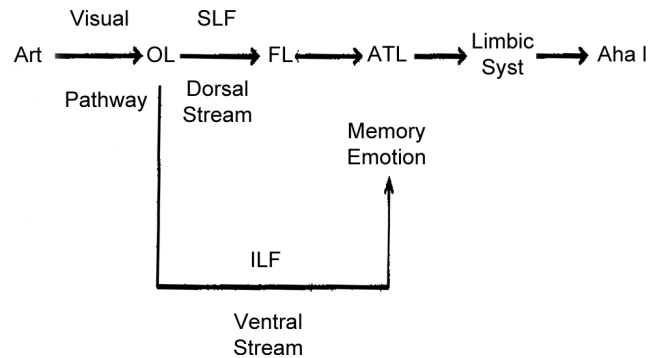 Visual SLF
Art OL FL ATL Limbic Syst Aha I
Pathway Dorsal Stream
Memory
Emotion
ILF
Ventral
Stream